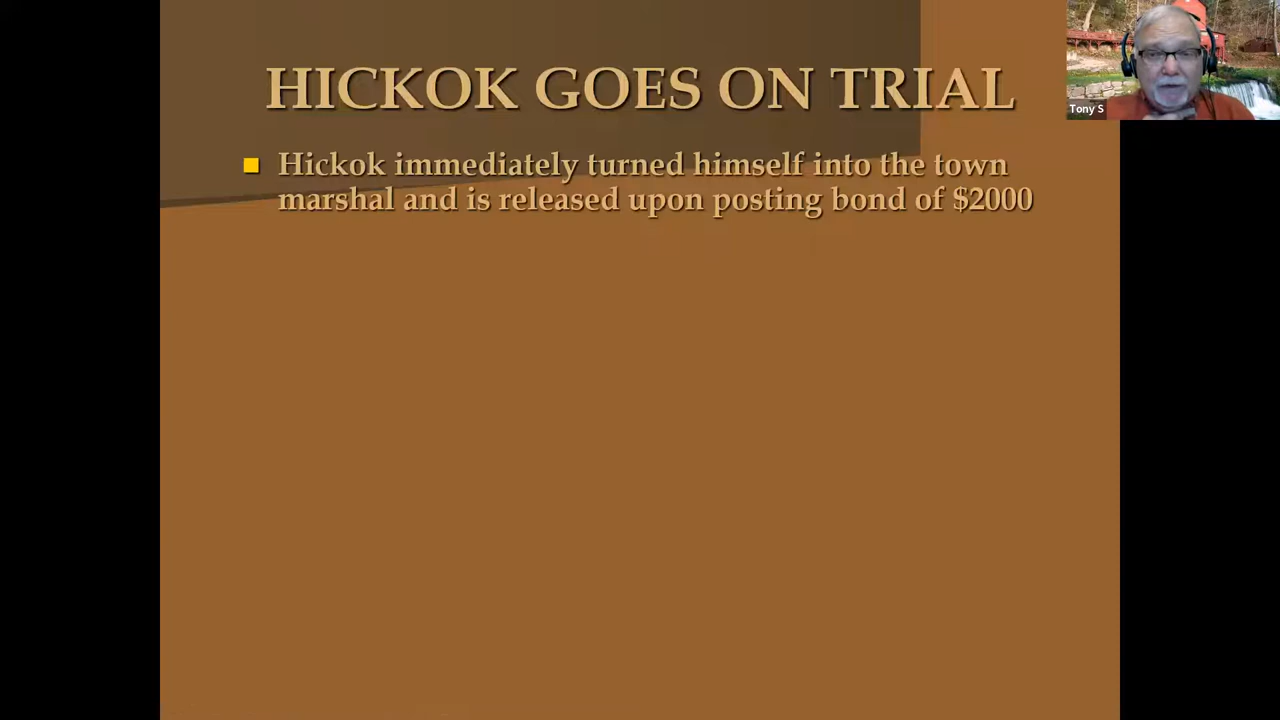 HICKOK GOES ON TRIAL
Hickok immediately turned himself into the town
marshal and is released upon posting bond of $2000
Tony S